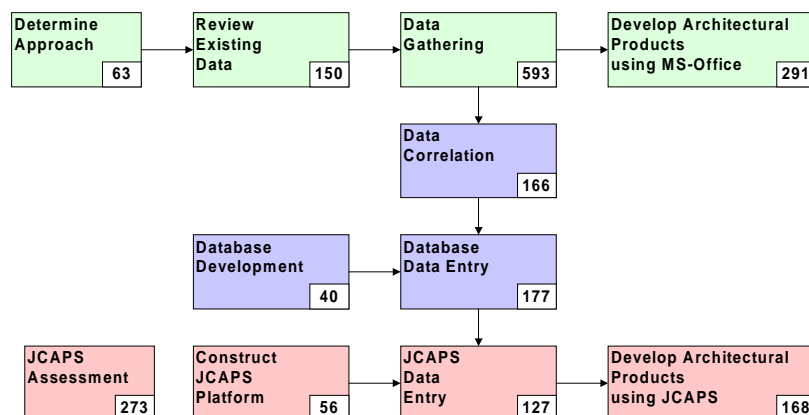 Determine
Approach
63
Review
Existing
Data
150
Data
Gathering
593
Develop Architectural
Products
using MS-Office
291
Data
Correlation
166
Database
Development
40
Database
Data Entry
177
JCAPS
Assessment
273
Construct
JCAPS
Platform
56
JCAPS
Data
Entry
127
Develop Architectural
Products
using JCAPS
168